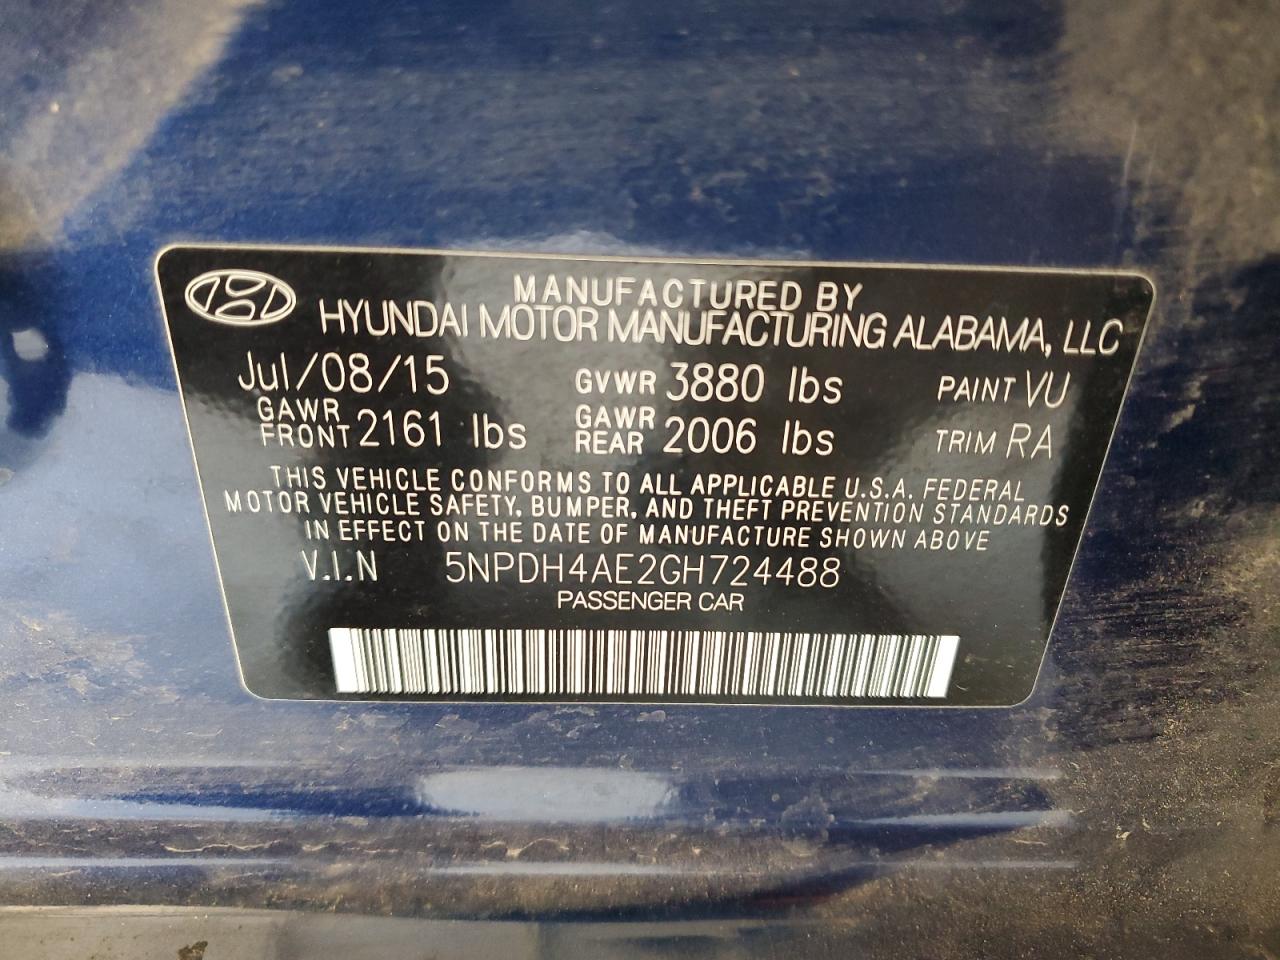 MANUFACTURED BY
HYUNDAI MOTOR MANUFACTURING ALABAMA, LLC
Jul/08/15 GVWR 3880 lbs PAINT VU
GAWR FRONT 2161 lbs GAWR REAR 2006 lbs TRIM RA
THIS VEHICLE CONFORMS TO ALL APPLICABLE U.S.A. FEDERAL
MOTOR VEHICLE SAFETY, BUMPER, AND THEFT PREVENTION STANDARDS
IN EFFECT ON THE DATE OF MANUFACTURE SHOWN ABOVE
V.I.N 5NPDH4AE2GH724488
PASSENGER CAR